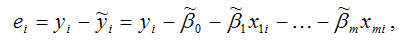 e_i = y_i − ỹ_i = y_i − β̃_0 − β̃_1 x_{1i} − … − β̃_m x_{mi} ,